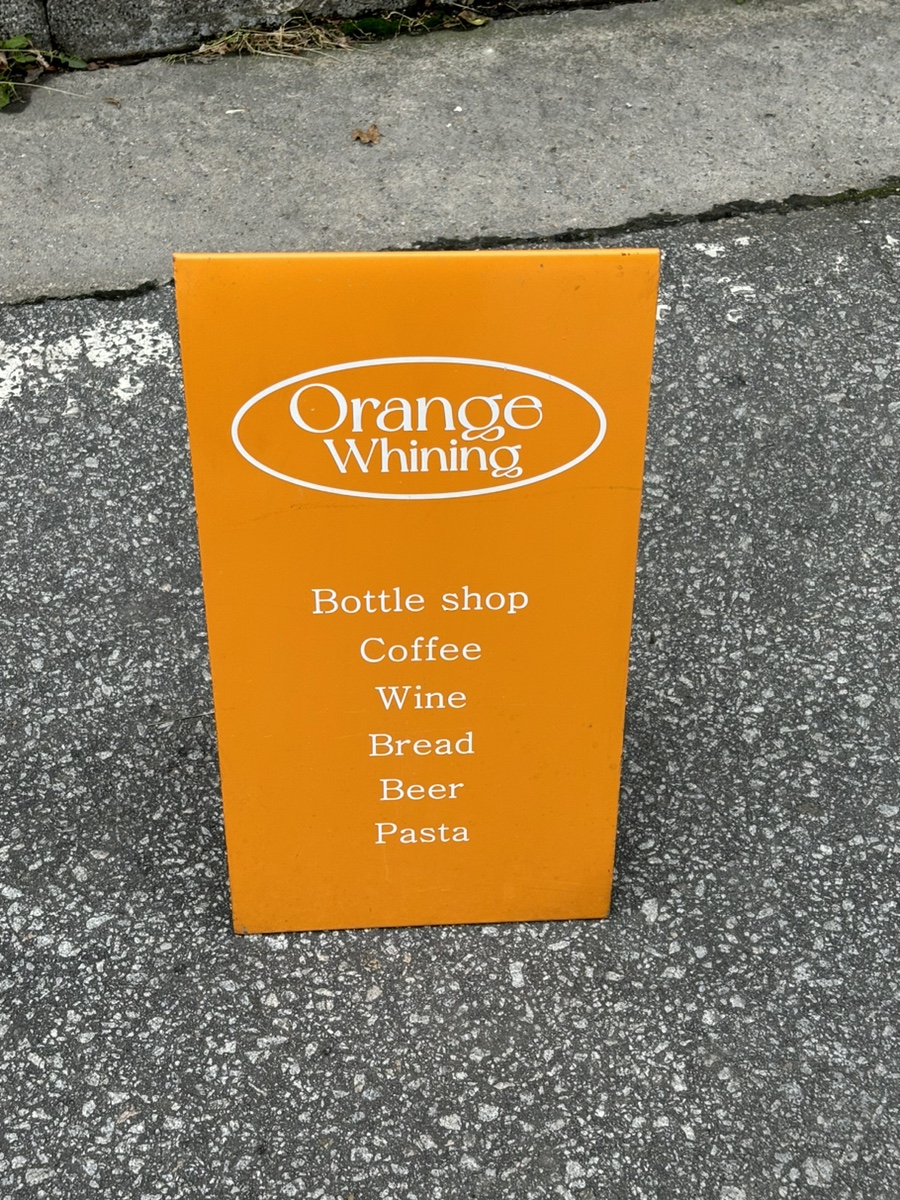 Orange
Whining
Bottle shop
Coffee
Wine
Bread
Beer
Pasta